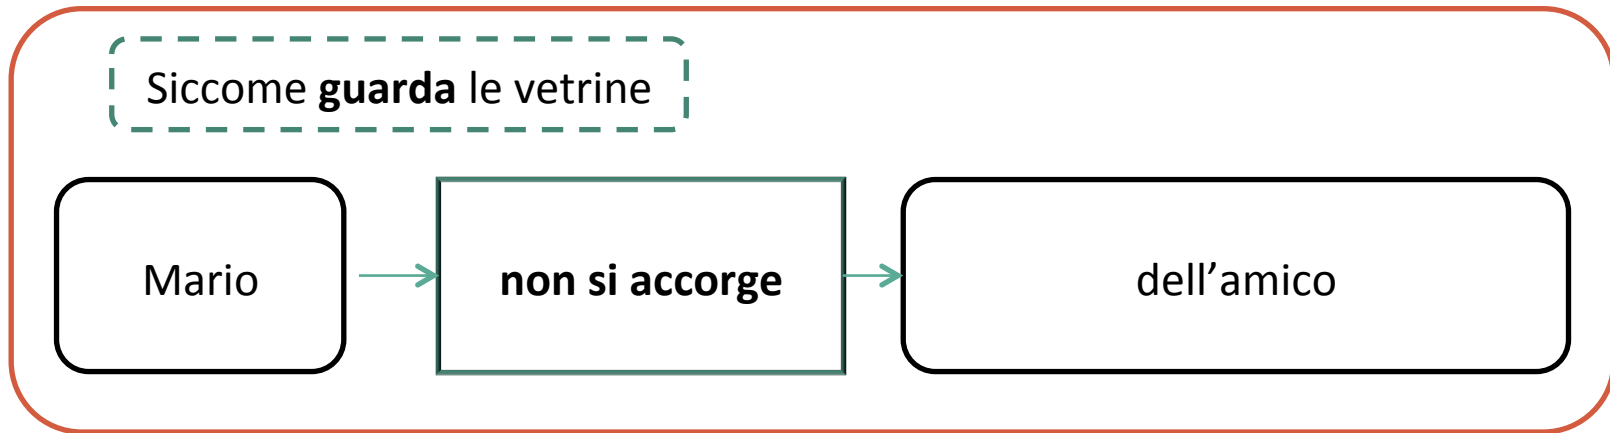 Siccome guarda le vetrine
Mario non si accorge dell’amico